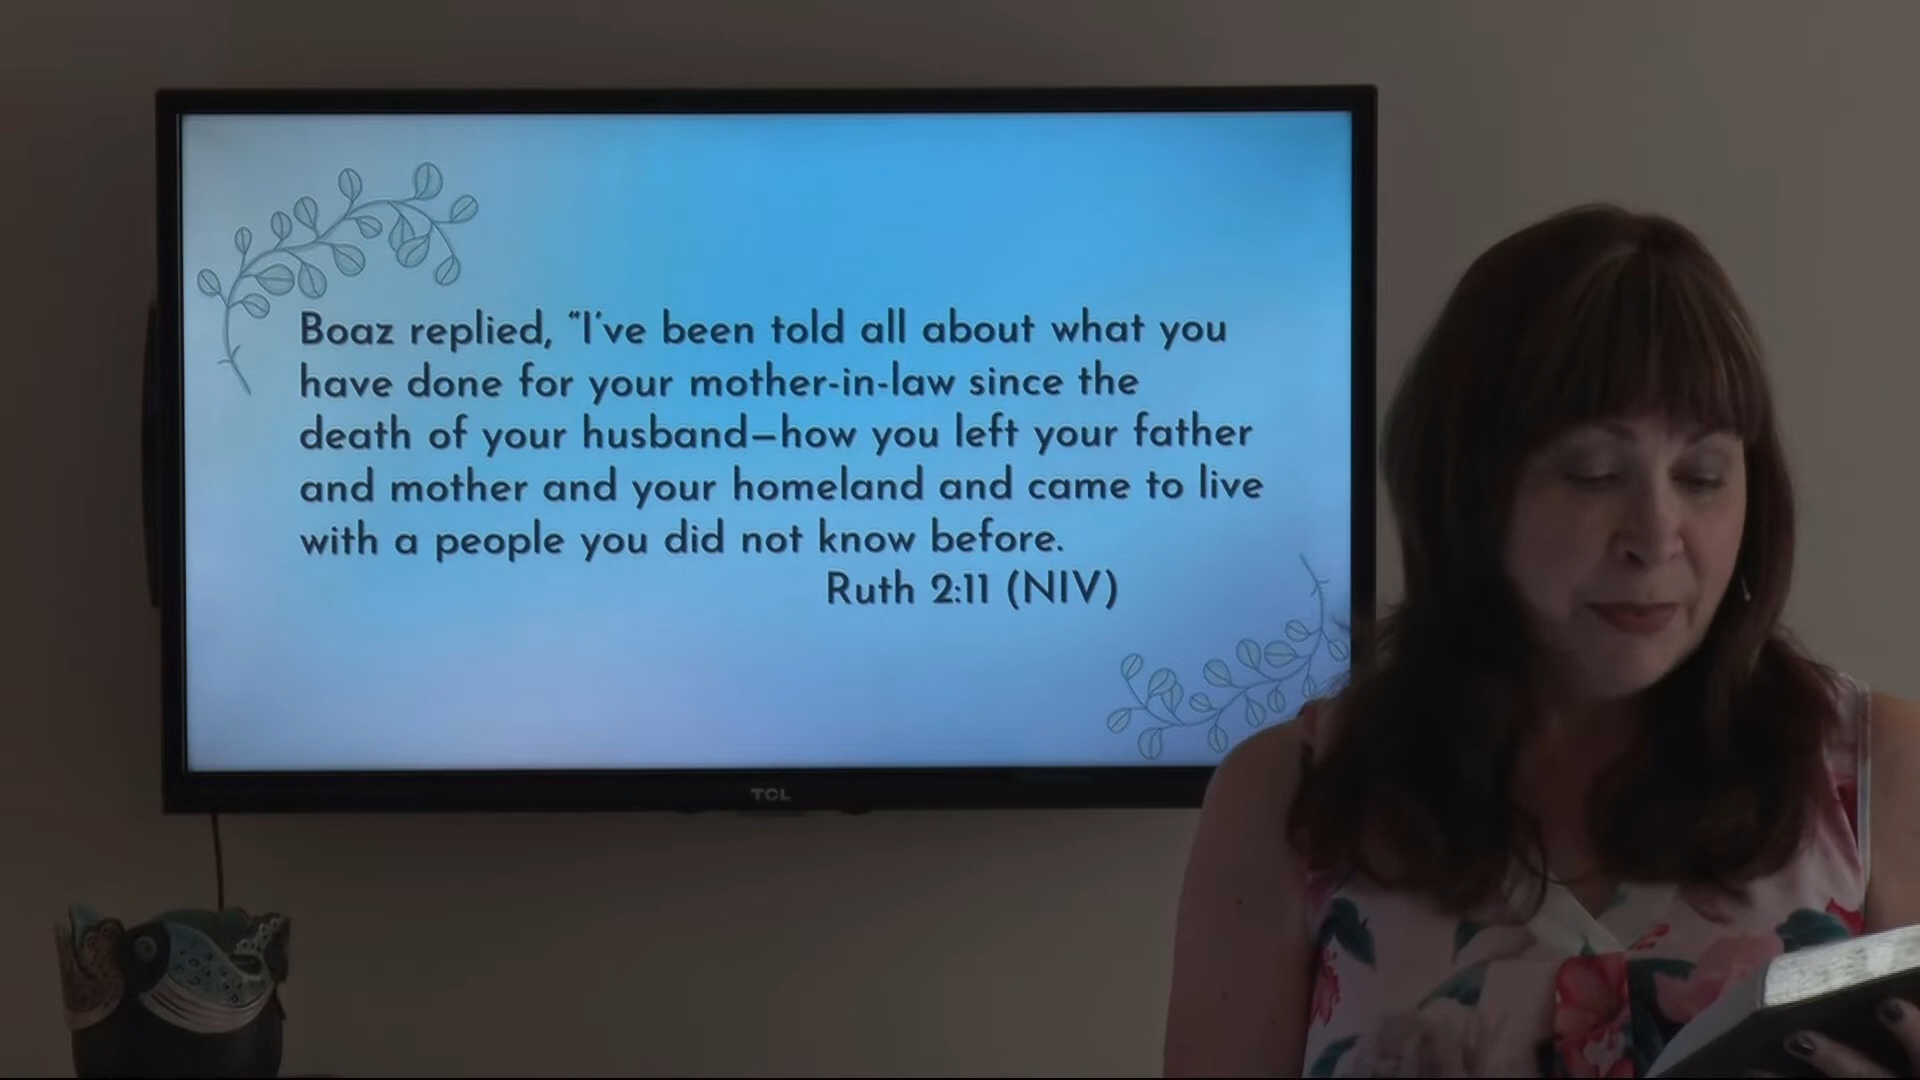 Boaz replied, “I’ve been told all about what you
have done for your mother-in-law since the
death of your husband—how you left your father
and mother and your homeland and came to live
with a people you did not know before.
Ruth 2:11 (NIV)
TCL